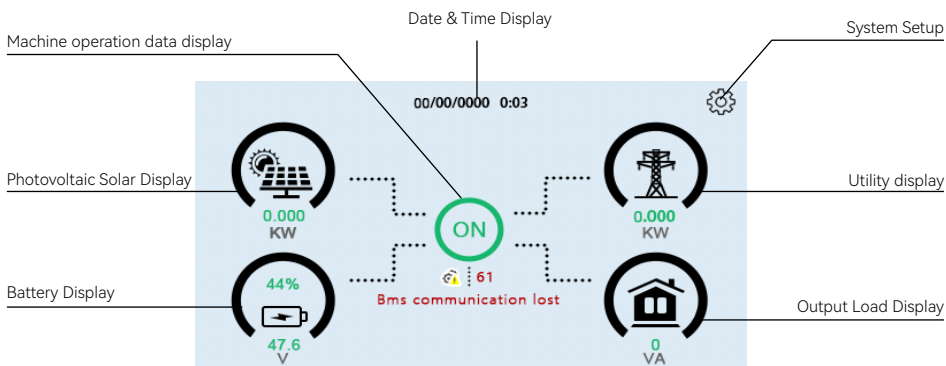 Date & Time Display
Machine operation data display
System Setup
00/00/0000 0:03
Photovoltaic Solar Display
Utility display
0.000
KW
0.000
KW
ON
61
Bms communication lost
44%
Battery Display
Output Load Display
47.6
V
0
VA